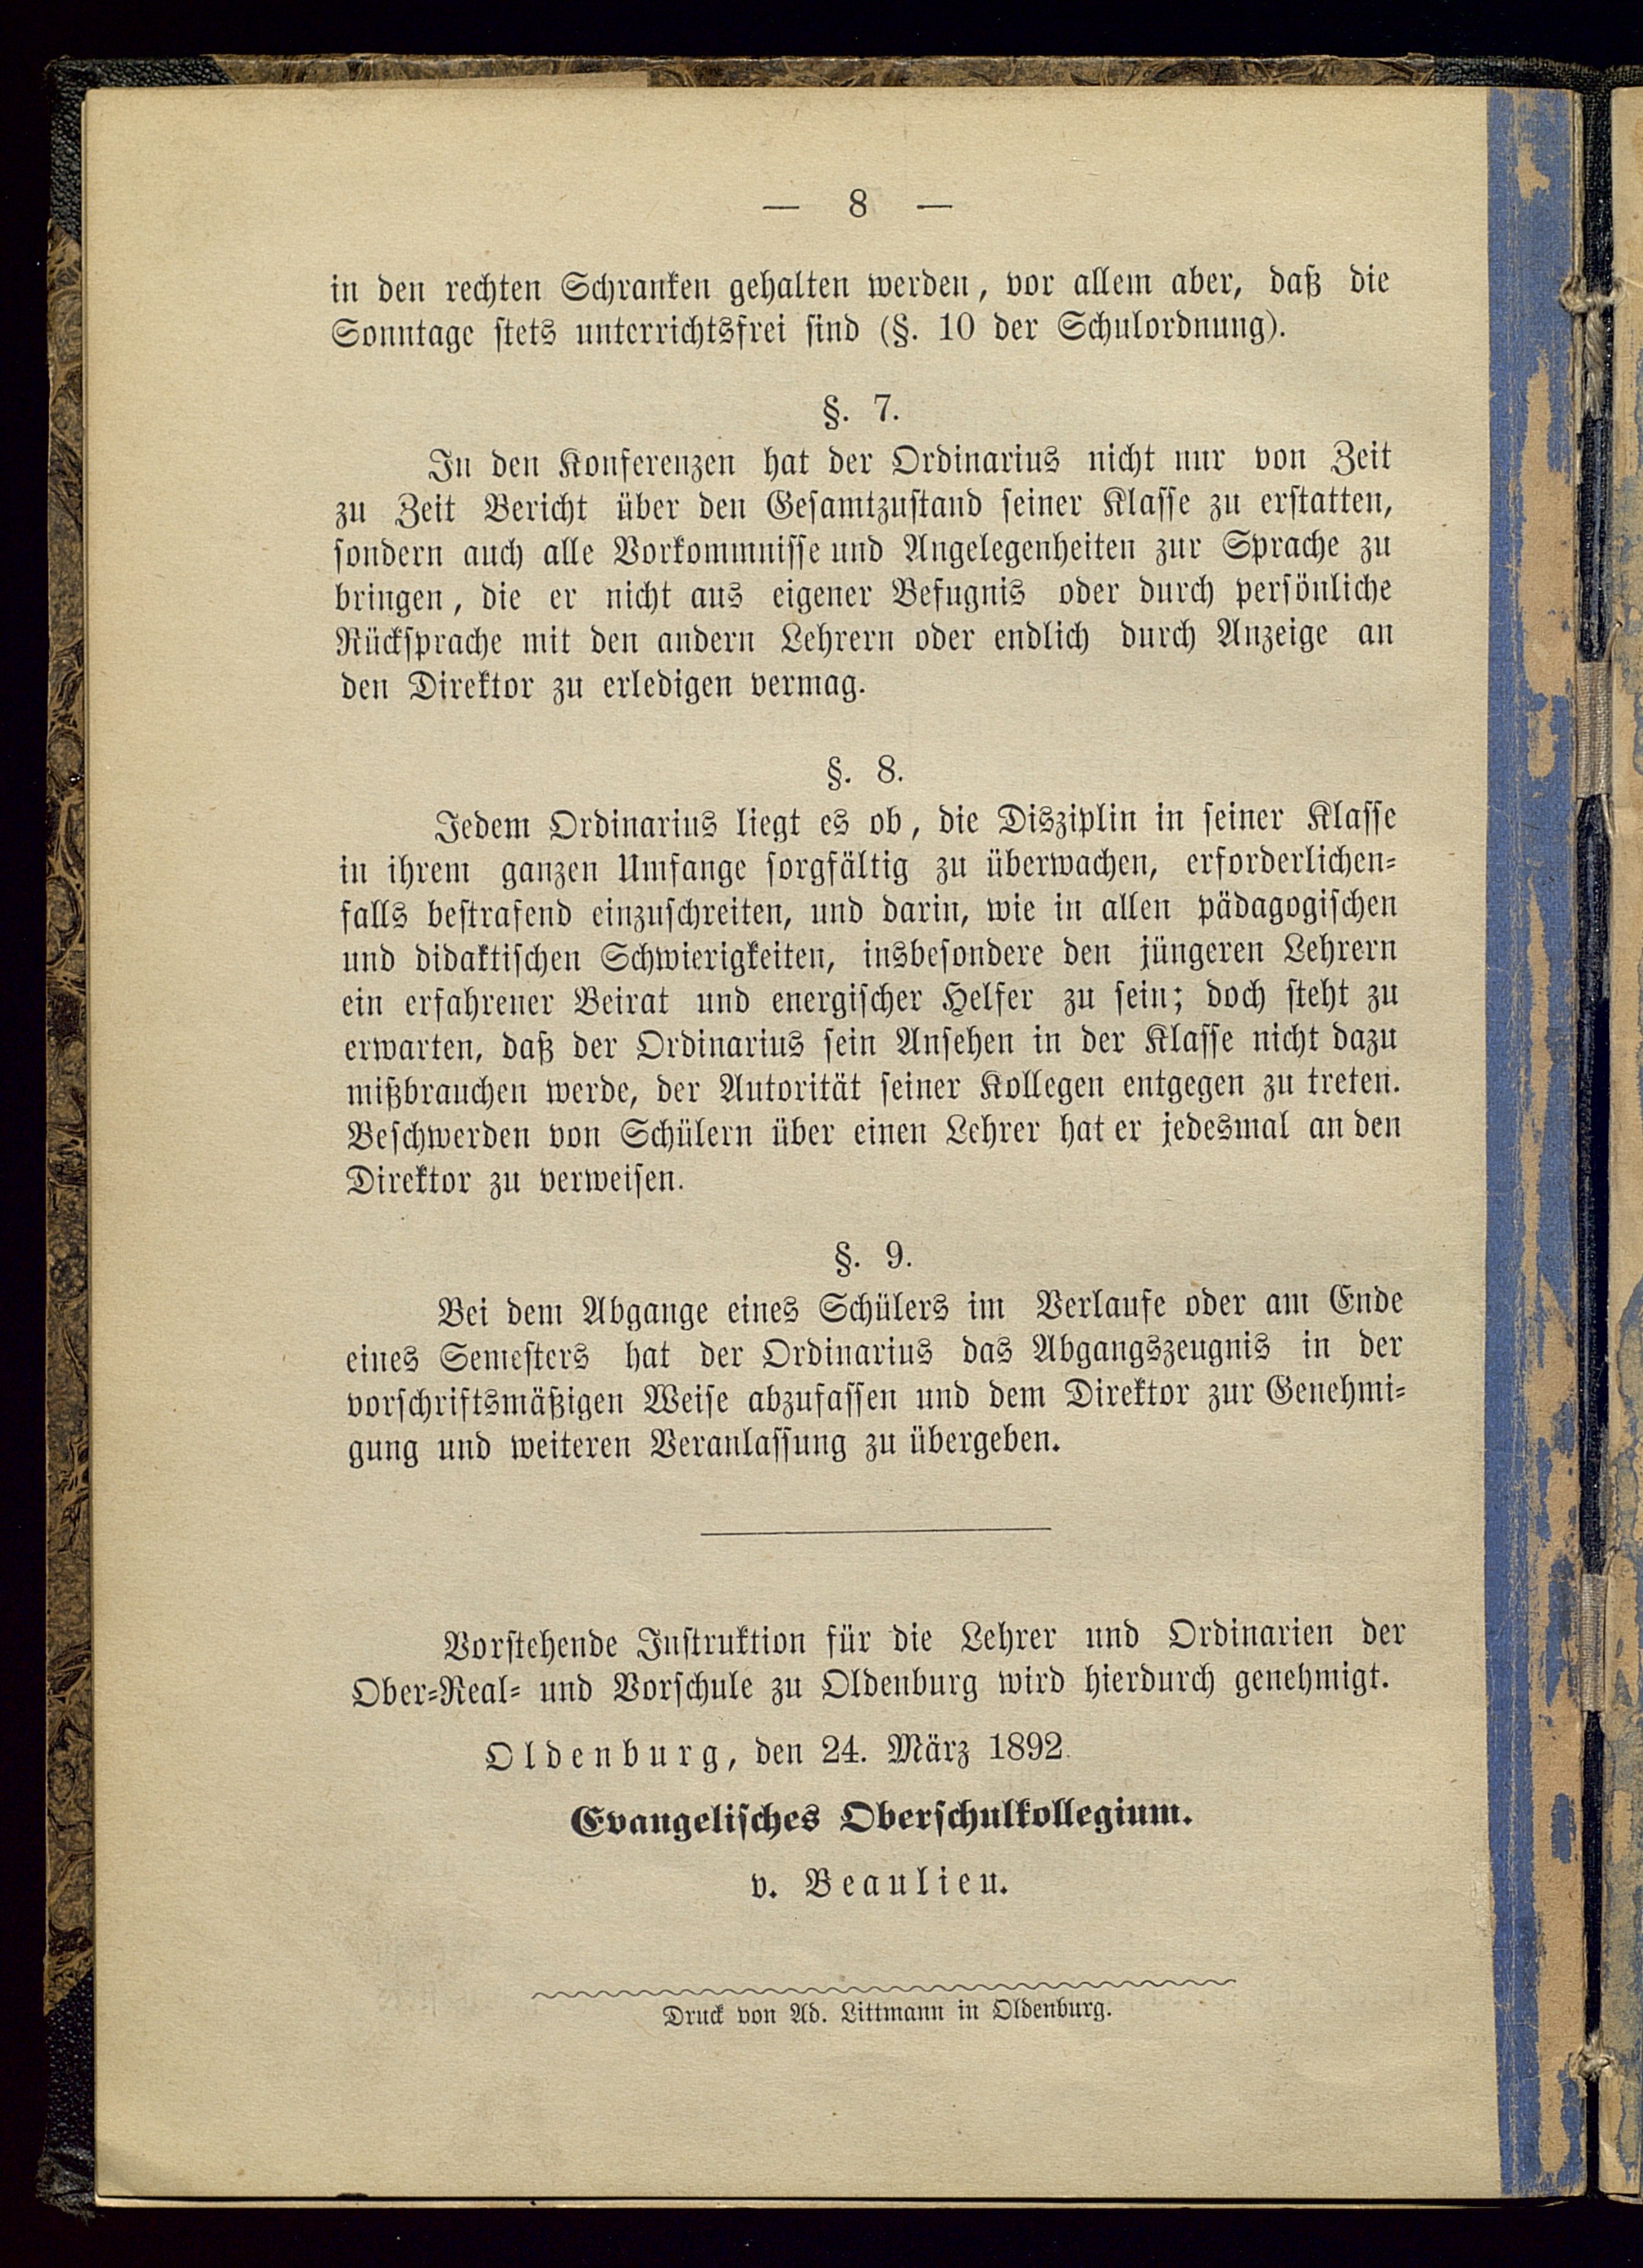 — 8 —
in den rechten Schranken gehalten werden, vor allem aber, daß die
Sonntage stets unterrichtsfrei sind (§. 10 der Schulordnung).
§. 7.
In den Konferenzen hat der Ordinarius nicht nur von Zeit
zu Zeit Bericht über den Gesamtzustand seiner Klasse zu erstatten,
sondern auch alle Vorkommnisse und Angelegenheiten zur Sprache zu
bringen, die er nicht aus eigener Befugnis oder durch persönliche
Rücksprache mit den andern Lehrern oder endlich durch Anzeige an
den Direktor zu erledigen vermag.
§. 8.
Jedem Ordinarius liegt es ob, die Disziplin in seiner Klasse
in ihrem ganzen Umfange sorgfältig zu überwachen, erforderlichen-
falls bestrafend einzuschreiten, und darin, wie in allen pädagogischen
und didaktischen Schwierigkeiten, insbesondere den jüngeren Lehrern
ein erfahrener Beirat und energischer Helfer zu sein; doch steht zu
erwarten, daß der Ordinarius sein Ansehen in der Klasse nicht dazu
mißbrauchen werde, der Autorität seiner Kollegen entgegen zu treten.
Beschwerden von Schülern über einen Lehrer hat er jedesmal an den
Direktor zu verweisen.
§. 9.
Bei dem Abgange eines Schülers im Verlaufe oder am Ende
eines Semesters hat der Ordinarius das Abgangszeugnis in der
vorschriftsmäßigen Weise abzufassen und dem Direktor zur Genehmi-
gung und weiteren Veranlassung zu übergeben.
Vorstehende Instruktion für die Lehrer und Ordinarien der
Ober-Real- und Vorschule zu Oldenburg wird hierdurch genehmigt.
Oldenburg, den 24. März 1892.
Evangelisches Oberschulkollegium.
v. Beaulieu.
Druck von Ad. Littmann in Oldenburg.